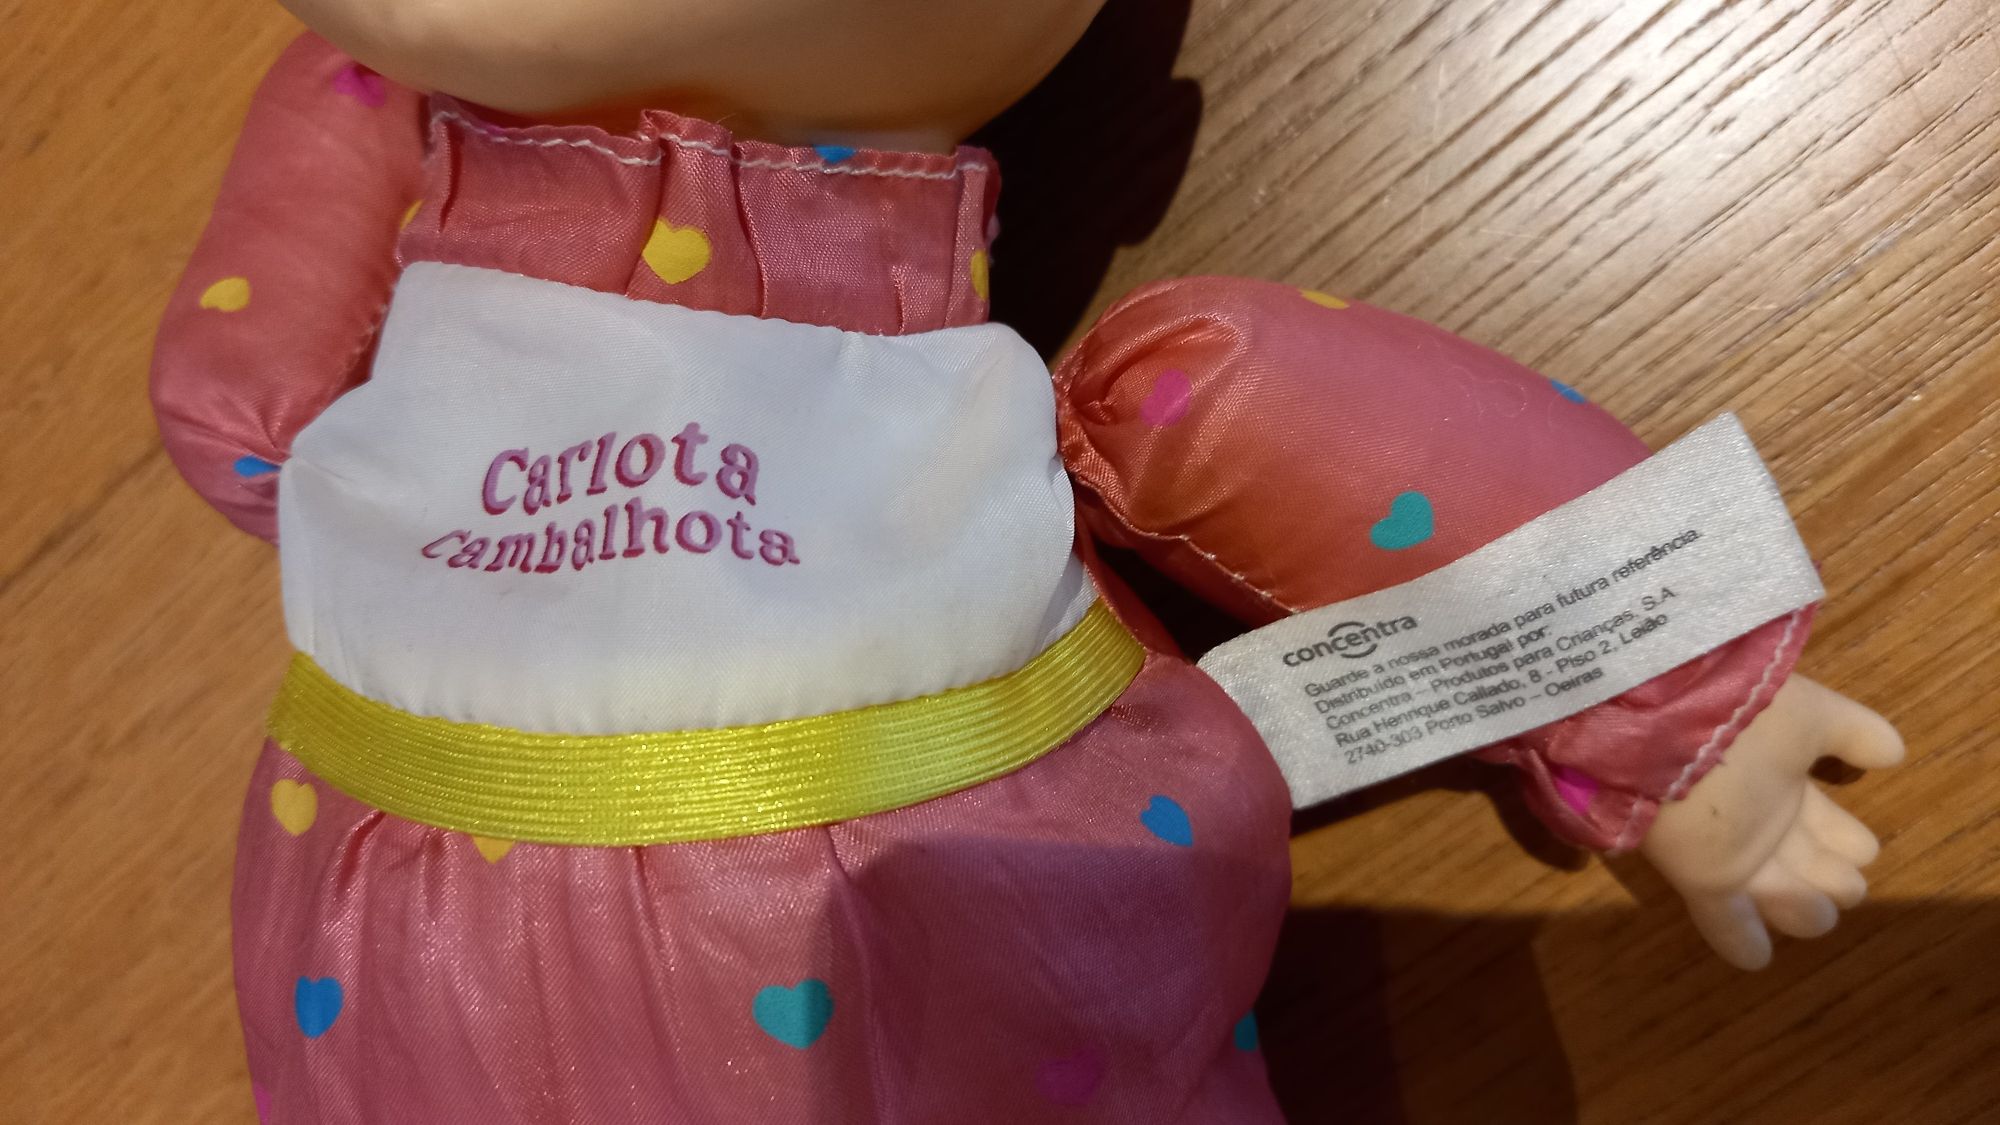 Carlota
Cambalhota
concentra
Guarde a nossa morada para futura referência
Distribuído em Portugal por:
Concentra – Produtos para Crianças, S.A
Rua Henrique Callado, 8 - Piso 2, Leião
2740-303 Porto Salvo – Oeiras